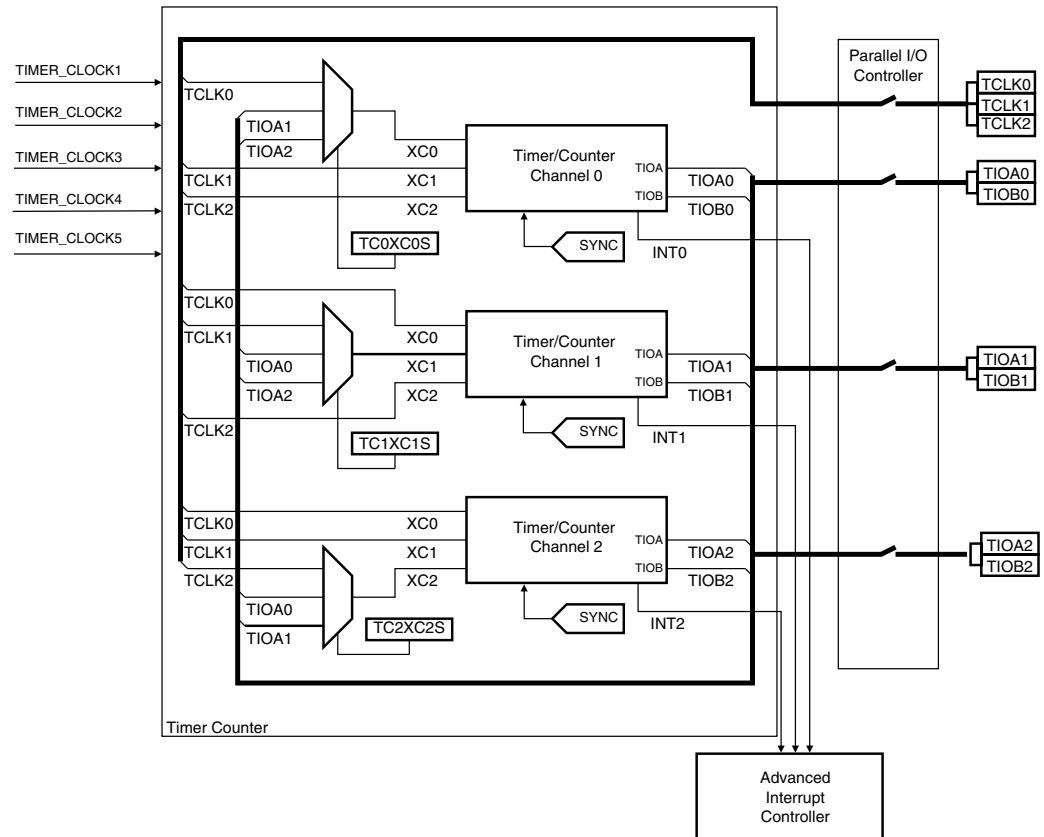 TIMER_CLOCK1
TIMER_CLOCK2
TIMER_CLOCK3
TIMER_CLOCK4
TIMER_CLOCK5
TCLK0
TIOA1
TIOA2
TCLK1
TCLK2
XC0
XC1
XC2
TC0XC0S
Timer/Counter
Channel 0
TIOA
TIOB
TIOA0
TIOB0
SYNC
INT0
TCLK0
TCLK1
TIOA0
TIOA2
TCLK2
XC0
XC1
XC2
TC1XC1S
Timer/Counter
Channel 1
TIOA
TIOB
TIOA1
TIOB1
SYNC
INT1
TCLK0
TCLK1
TCLK2
TIOA0
TIOA1
XC0
XC1
XC2
TC2XC2S
Timer/Counter
Channel 2
TIOA
TIOB
TIOA2
TIOB2
SYNC
INT2
Timer Counter
Parallel I/O
Controller
TCLK0
TCLK1
TCLK2
TIOA0
TIOB0
TIOA1
TIOB1
TIOA2
TIOB2
Advanced
Interrupt
Controller